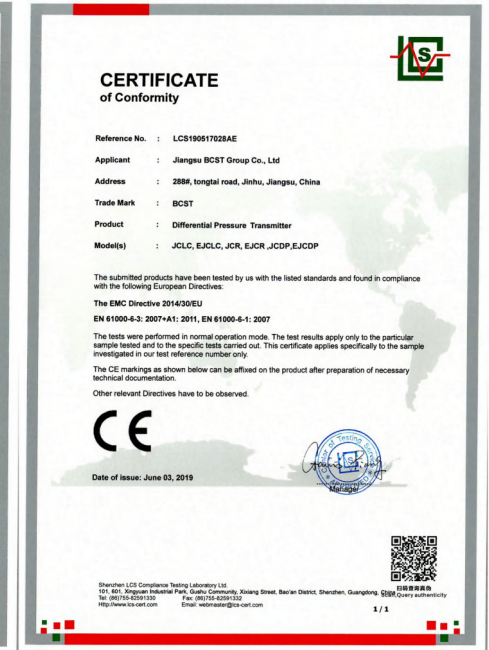 LCS
CERTIFICATE
of Conformity
Reference No. : LCS190517028AE
Applicant : Jiangsu BCST Group Co., Ltd
Address : 288#, tongtai road, Jinhu, Jiangsu, China
Trade Mark : BCST
Product : Differential Pressure Transmitter
Model(s) : JCLC, EJCLC, JCR, EJCR ,JCDP,EJCDP
The submitted products have been tested by us with the listed standards and found in compliance
with the following European Directives:
The EMC Directive 2014/30/EU
EN 61000-6-3: 2007+A1: 2011, EN 61000-6-1: 2007
The tests were performed in normal operation mode. The test results apply only to the particular
sample tested and to the specific tests carried out. This certificate applies specifically to the sample
investigated in our test reference number only.
The CE markings as shown below can be affixed on the product after preparation of necessary
technical documentation.
Other relevant Directives have to be observed.
CE
Center of Testing Service
APPROVED
Manager
Date of issue: June 03, 2019
Shenzhen LCS Compliance Testing Laboratory Ltd.
101, 601, Xingyuan Industrial Park, Gushu Community, Xixiang Street, Bao'an District, Shenzhen, Guangdong, China
Tel: (86)755-82591330 Fax: (86)755-82591332
Http://www.lcs-cert.com Email: webmaster@lcs-cert.com
扫码查询真伪
Scan,Query authenticity
1 / 1